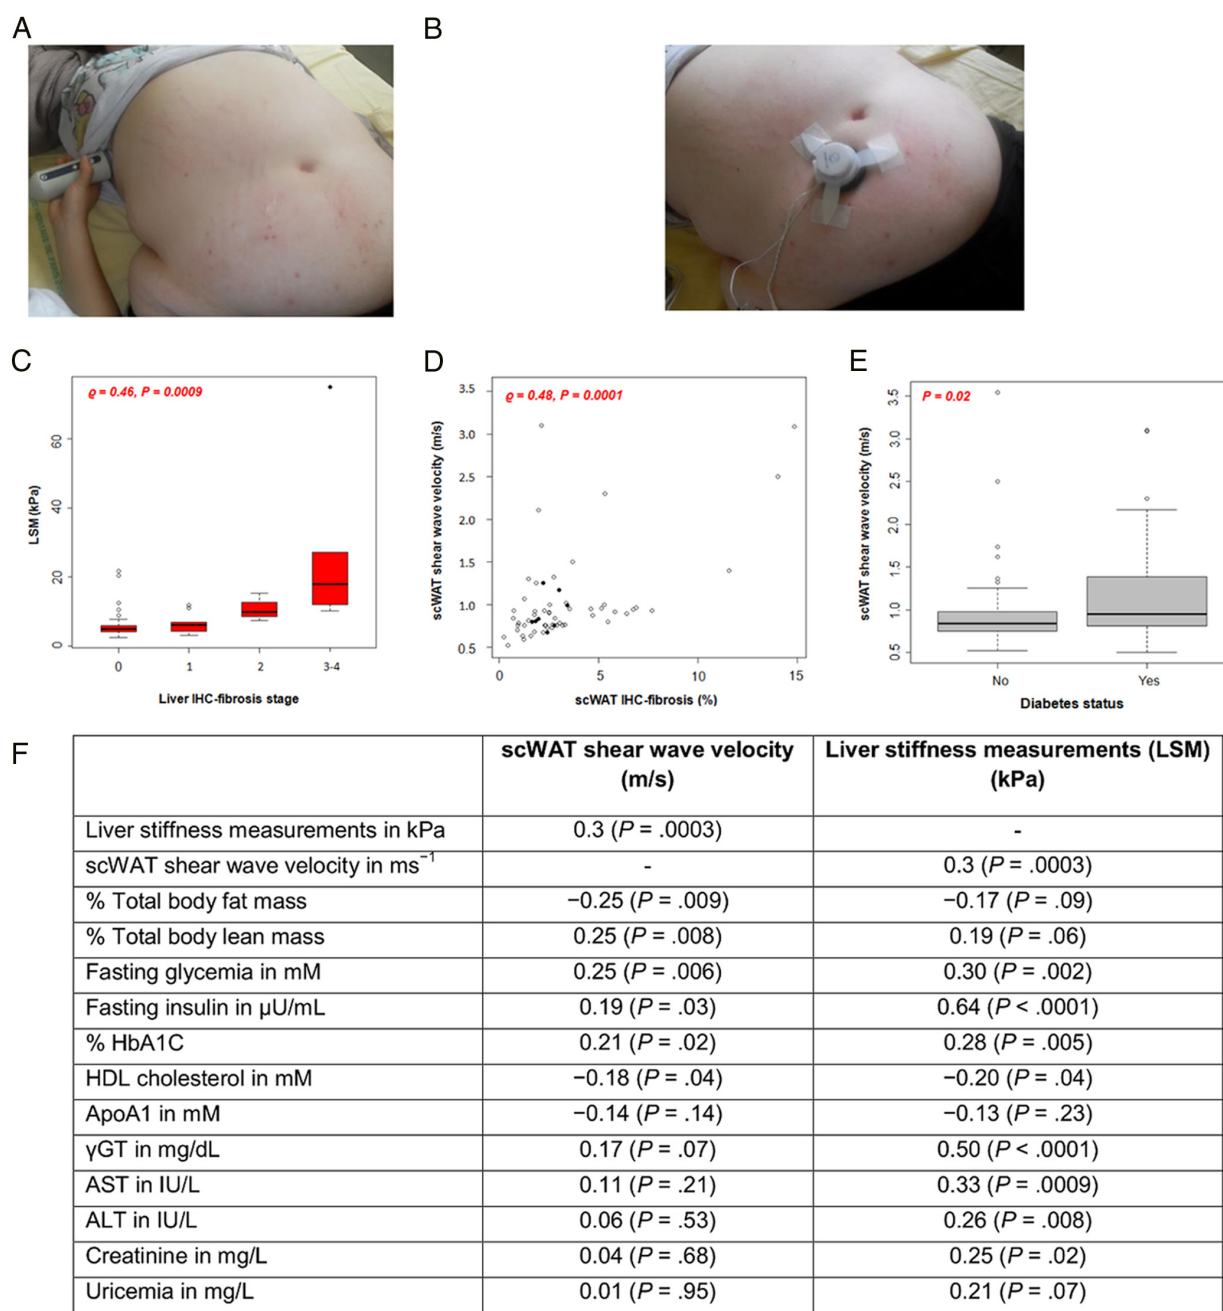 A
B
C
ϱ = 0.46, P = 0.0009
LSM (kPa)
60
40
20
0
0 1 2 3-4
Liver IHC-fibrosis stage
D
ϱ = 0.48, P = 0.0001
scWAT shear wave velocity (m/s)
3.5
3.0
2.5
2.0
1.5
1.0
0.5
0 5 10 15
scWAT IHC-fibrosis (%)
E
P = 0.02
scWAT shear wave velocity (m/s)
3.5
3.0
2.5
2.0
1.5
1.0
0.5
No Yes
Diabetes status
F
scWAT shear wave velocity (m/s) Liver stiffness measurements (LSM) (kPa)
Liver stiffness measurements in kPa 0.3 (P = .0003) -
scWAT shear wave velocity in ms⁻¹ - 0.3 (P = .0003)
% Total body fat mass −0.25 (P = .009) −0.17 (P = .09)
% Total body lean mass 0.25 (P = .008) 0.19 (P = .06)
Fasting glycemia in mM 0.25 (P = .006) 0.30 (P = .002)
Fasting insulin in µU/mL 0.19 (P = .03) 0.64 (P < .0001)
% HbA1C 0.21 (P = .02) 0.28 (P = .005)
HDL cholesterol in mM −0.18 (P = .04) −0.20 (P = .04)
ApoA1 in mM −0.14 (P = .14) −0.13 (P = .23)
γGT in mg/dL 0.17 (P = .07) 0.50 (P < .0001)
AST in IU/L 0.11 (P = .21) 0.33 (P = .0009)
ALT in IU/L 0.06 (P = .53) 0.26 (P = .008)
Creatinine in mg/L 0.04 (P = .68) 0.25 (P = .02)
Uricemia in mg/L 0.01 (P = .95) 0.21 (P = .07)